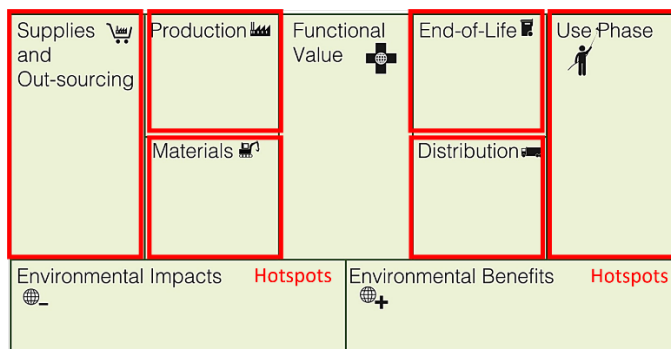 Supplies
and
Out-sourcing
Production
Materials
Functional
Value
End-of-Life
Distribution
Use Phase
Environmental Impacts
Hotspots
Environmental Benefits
Hotspots